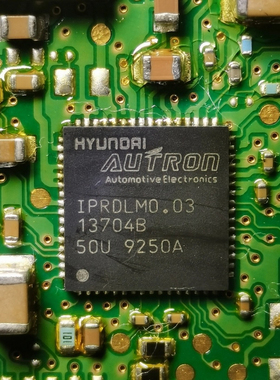 HYUNDAI
AUTRON
Automotive Electronics
IPRDLM0.03
13704B
50U 9250A